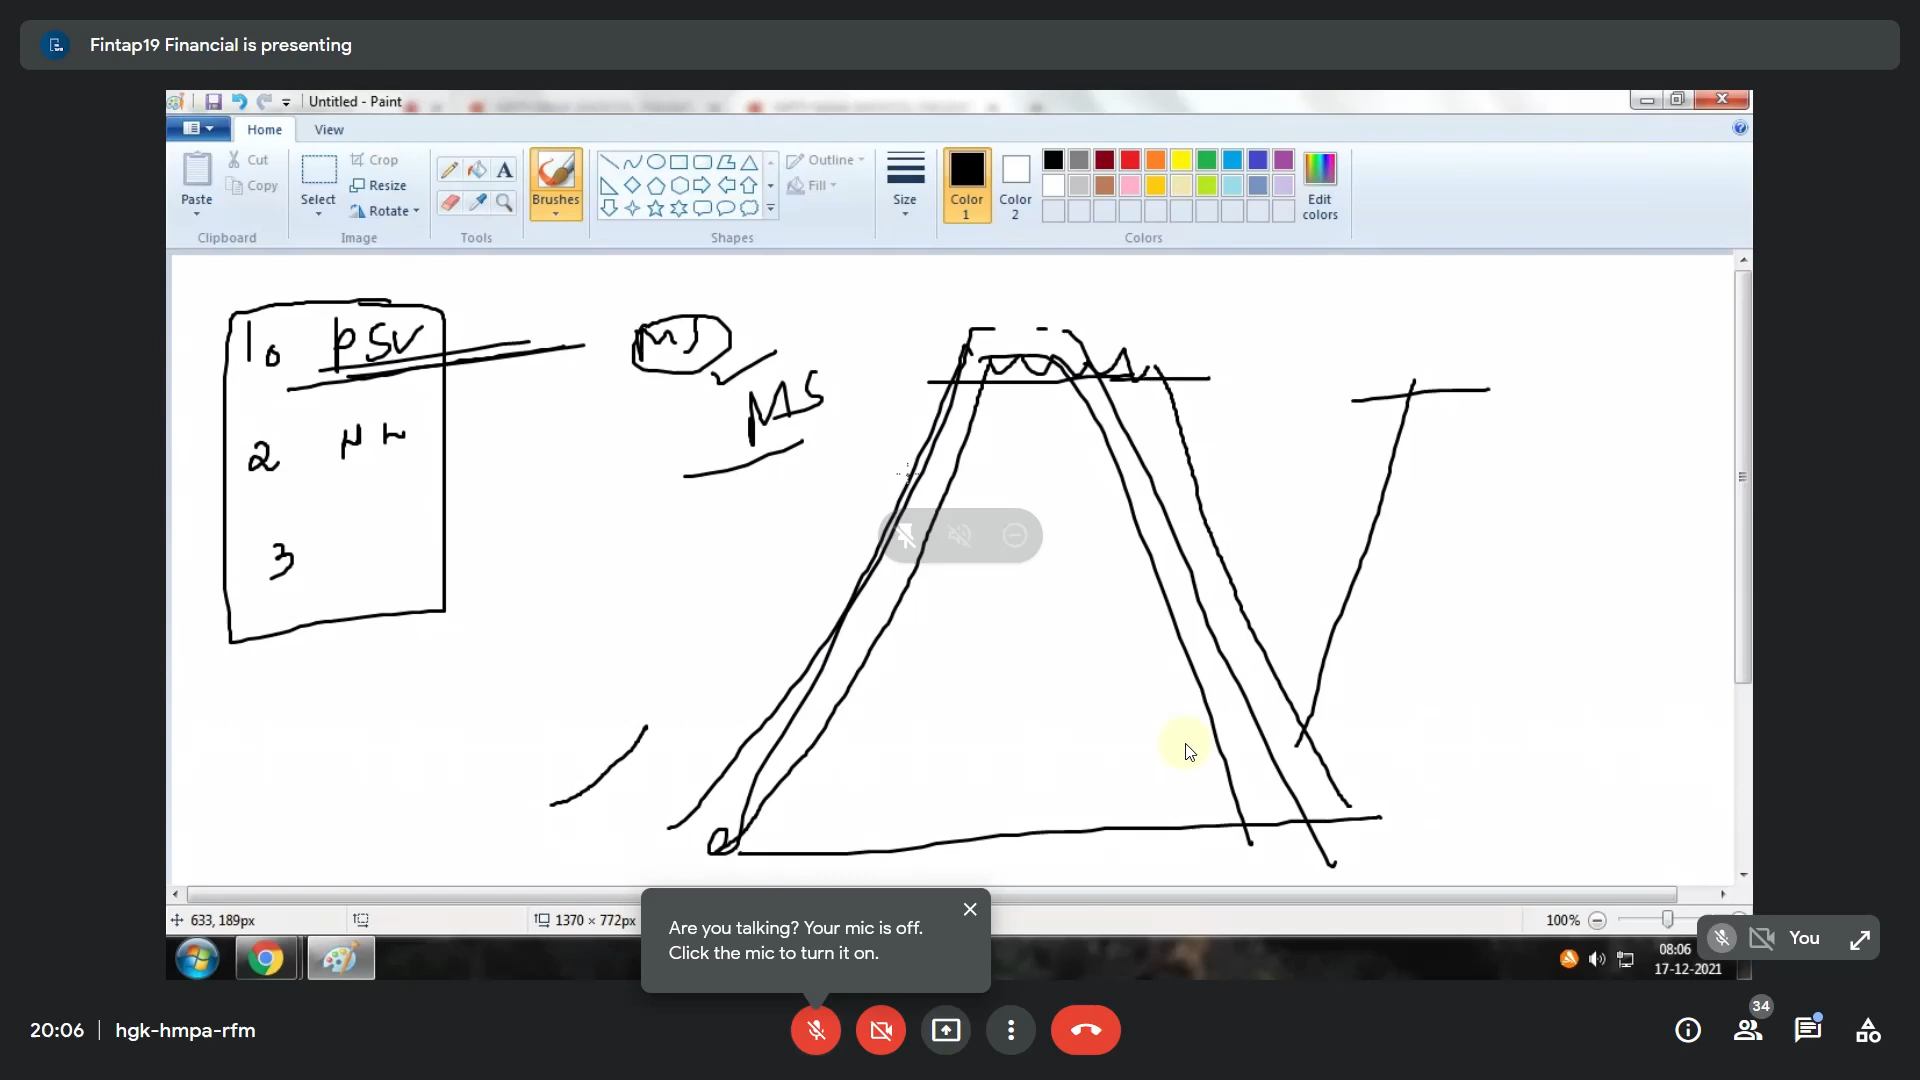 Fintap19 Financial is presenting
Untitled - Paint
Home View
Cut
Copy
Paste
Clipboard
Select
Crop
Resize
Rotate
Image
A
Tools
Brushes
Outline
Fill
Shapes
Size
Color 1
Color 2
Edit colors
Colors
1. PSV
2
3
MS
633, 189px
1370 × 772px
100%
Are you talking? Your mic is off.
Click the mic to turn it on.
08:06
17-12-2021
You
20:06 | hgk-hmpa-rfm
34